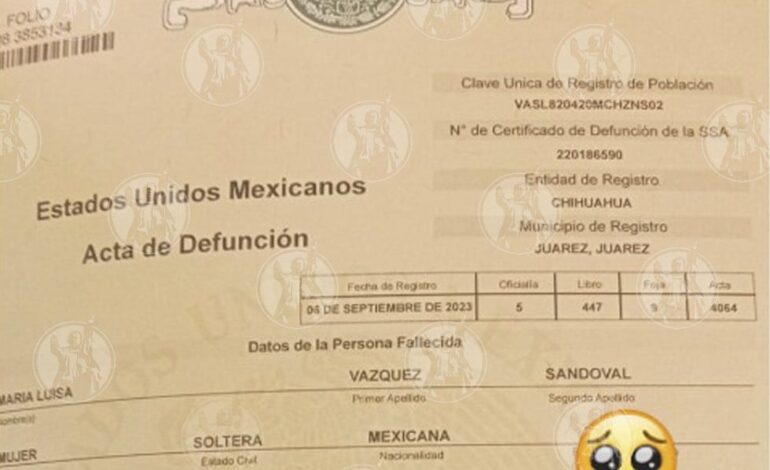 FOLIO
3853134
Clave Unica de Registro de Población
VASL820420MCHZNS02
N° de Certificado de Defunción de la SSA
220186590
Entidad de Registro
CHIHUAHUA
Municipio de Registro
JUAREZ, JUAREZ
Estados Unidos Mexicanos
Acta de Defunción
Fecha de Registro Oficialía Libro Foja Acta
06 DE SEPTIEMBRE DE 2023 5 447 9 4064
Datos de la Persona Fallecida
MARIA LUISA VAZQUEZ SANDOVAL
Primer Apellido Segundo Apellido
MUJER SOLTERA MEXICANA
Estado Civil Nacionalidad